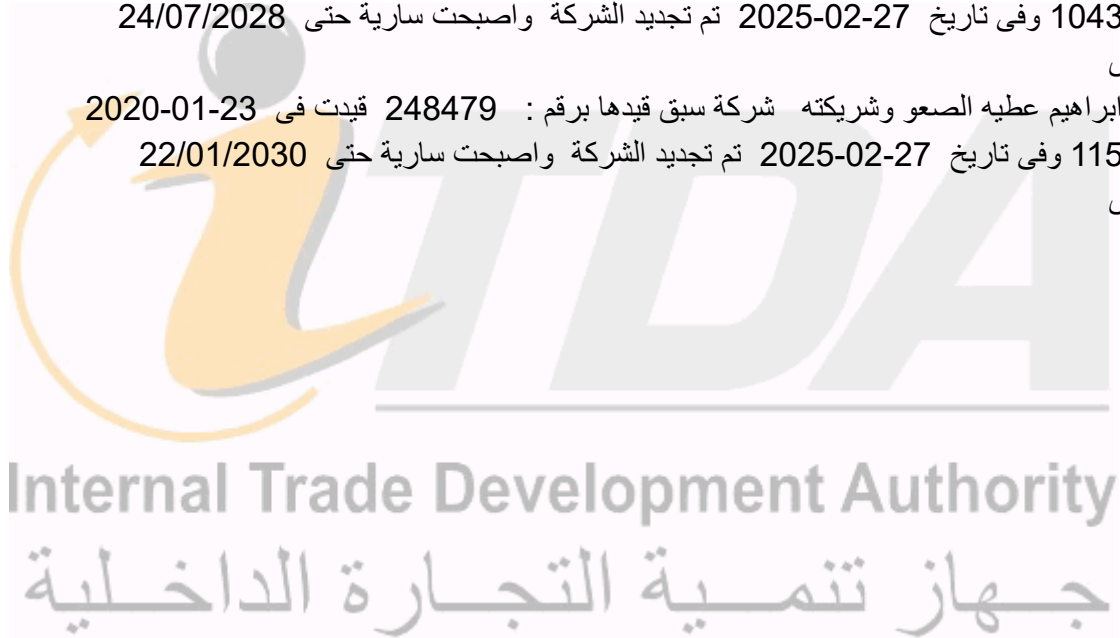 1043 وفى تاريخ 2025-02-27 تم تجديد الشركة واصبحت سارية حتى 24/07/2028
ابراهيم عطيه الصعو وشريكته شركة سبق قيدها برقم : 248479 قيدت فى 23-01-2020
115 وفى تاريخ 2025-02-27 تم تجديد الشركة واصبحت سارية حتى 22/01/2030
iTDA
Internal Trade Development Authority
جهاز تنمية التجارة الداخلية